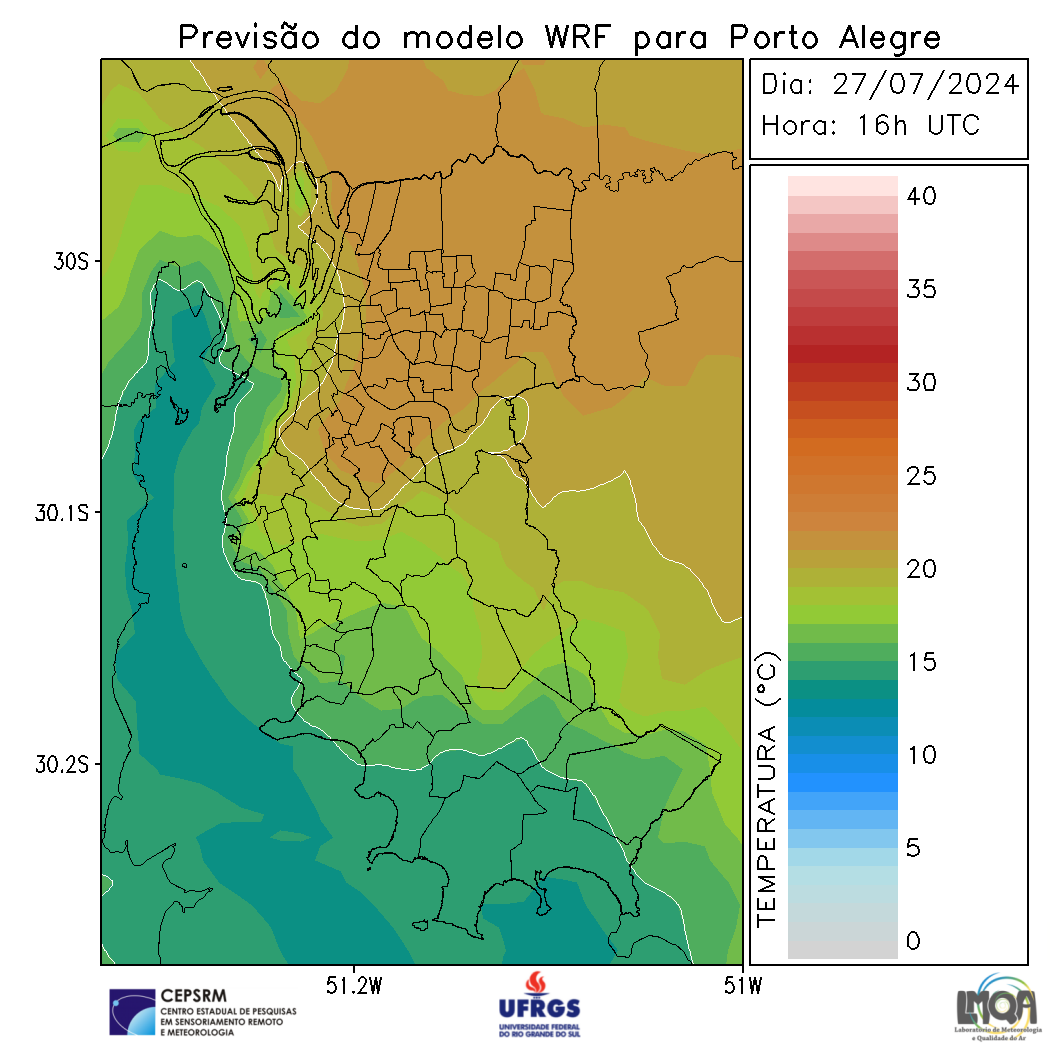 Previsão do modelo WRF para Porto Alegre
Dia: 27/07/2024
Hora: 16h UTC
40
35
30
25
20
15
10
5
0
TEMPERATURA (°C)
30S
30.1S
30.2S
51.2W
51W
CEPSRM
CENTRO ESTADUAL DE PESQUISAS
EM SENSORIAMENTO REMOTO
E METEOROLOGIA
UFRGS
UNIVERSIDADE FEDERAL
DO RIO GRANDE DO SUL
LMQA
Laboratório de Meteorologia
e Qualidade do Ar